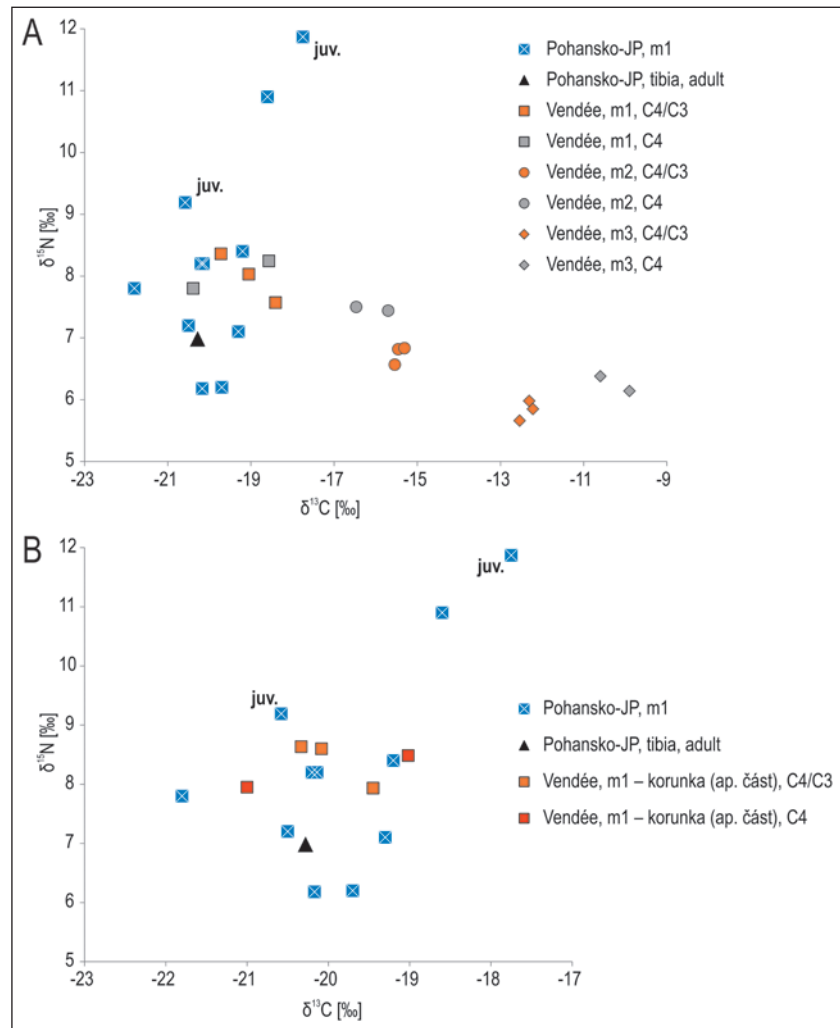 A
12
11
10
9
8
7
6
5
δ15N [‰]
-23
-21
-19
-17
-15
-13
-11
-9
δ13C [‰]
juv.
juv.
Pohansko-JP, m1
Pohansko-JP, tibia, adult
Vendée, m1, C4/C3
Vendée, m1, C4
Vendée, m2, C4/C3
Vendée, m2, C4
Vendée, m3, C4/C3
Vendée, m3, C4
B
12
11
10
9
8
7
6
5
δ15N [‰]
-23
-22
-21
-20
-19
-18
-17
δ13C [‰]
juv.
juv.
Pohansko-JP, m1
Pohansko-JP, tibia, adult
Vendée, m1 – korunka (ap. část), C4/C3
Vendée, m1 – korunka (ap. část), C4